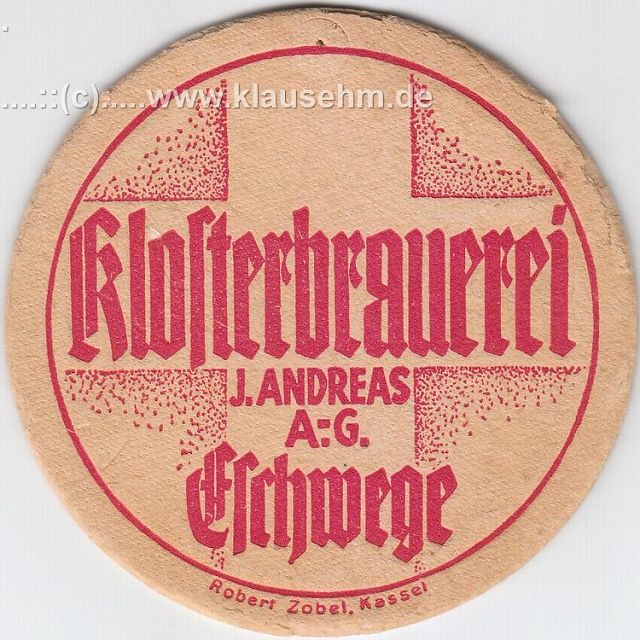 .
.....::(c).....www.klausehm.de
Kloſterbrauerei
J. ANDREAS
A.=G.
Eſchwege
Robert Zobel, Kassel